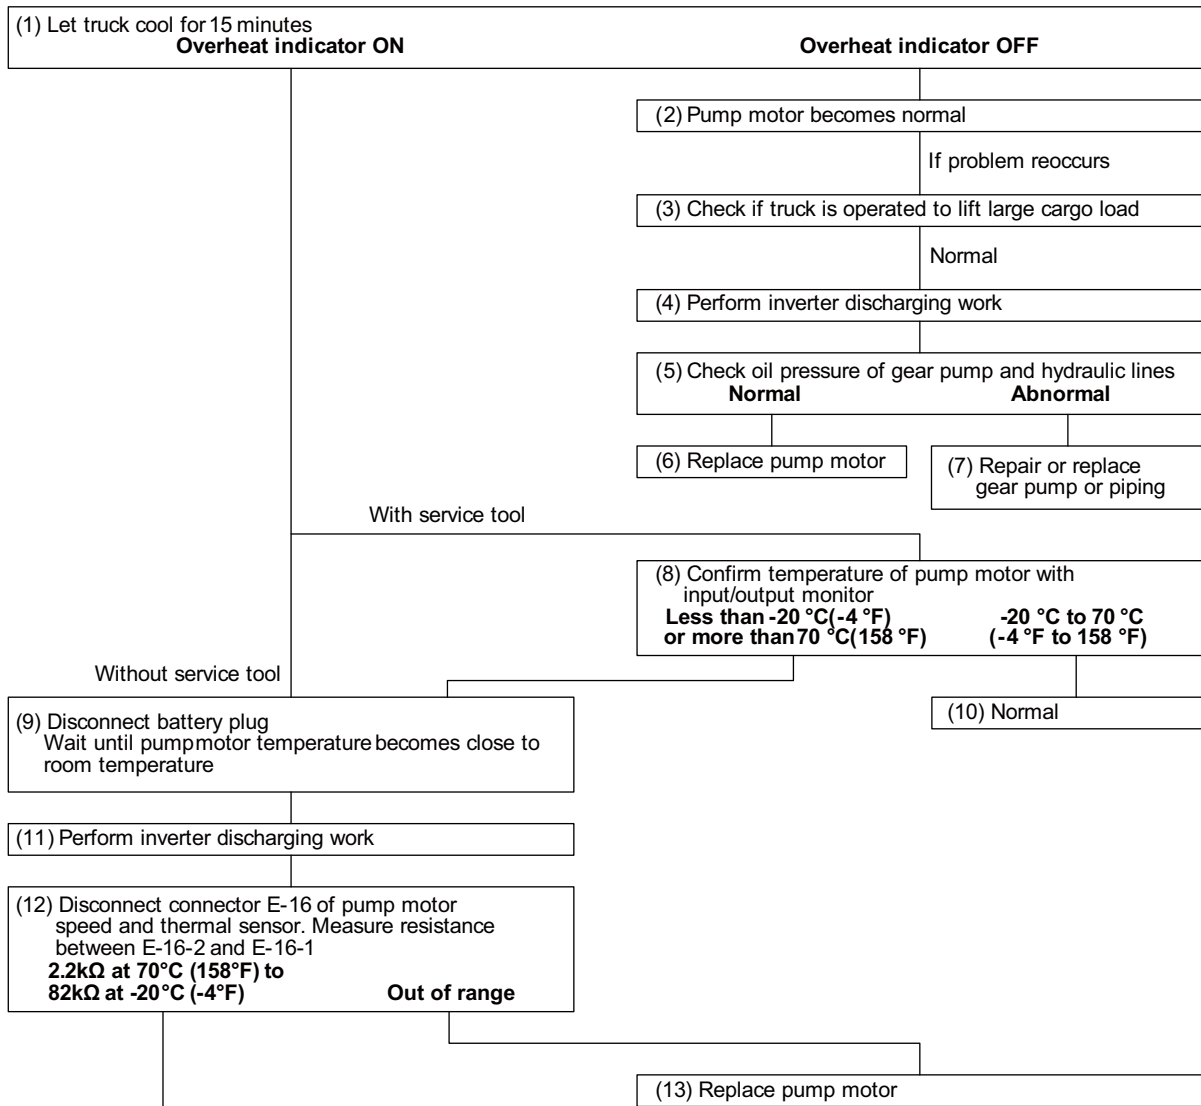 (1) Let truck cool for 15 minutes
Overheat indicator ON
Overheat indicator OFF
(2) Pump motor becomes normal
If problem reoccurs
(3) Check if truck is operated to lift large cargo load
Normal
(4) Perform inverter discharging work
(5) Check oil pressure of gear pump and hydraulic lines
Normal
Abnormal
(6) Replace pump motor
(7) Repair or replace
gear pump or piping
With service tool
(8) Confirm temperature of pump motor with
input/output monitor
Less than -20 °C(-4 °F)
or more than 70 °C(158 °F)
-20 °C to 70 °C
(-4 °F to 158 °F)
Without service tool
(9) Disconnect battery plug
Wait until pump motor temperature becomes close to
room temperature
(10) Normal
(11) Perform inverter discharging work
(12) Disconnect connector E-16 of pump motor
speed and thermal sensor. Measure resistance
between E-16-2 and E-16-1
2.2kΩ at 70°C (158°F) to
82kΩ at -20°C (-4°F)
Out of range
(13) Replace pump motor